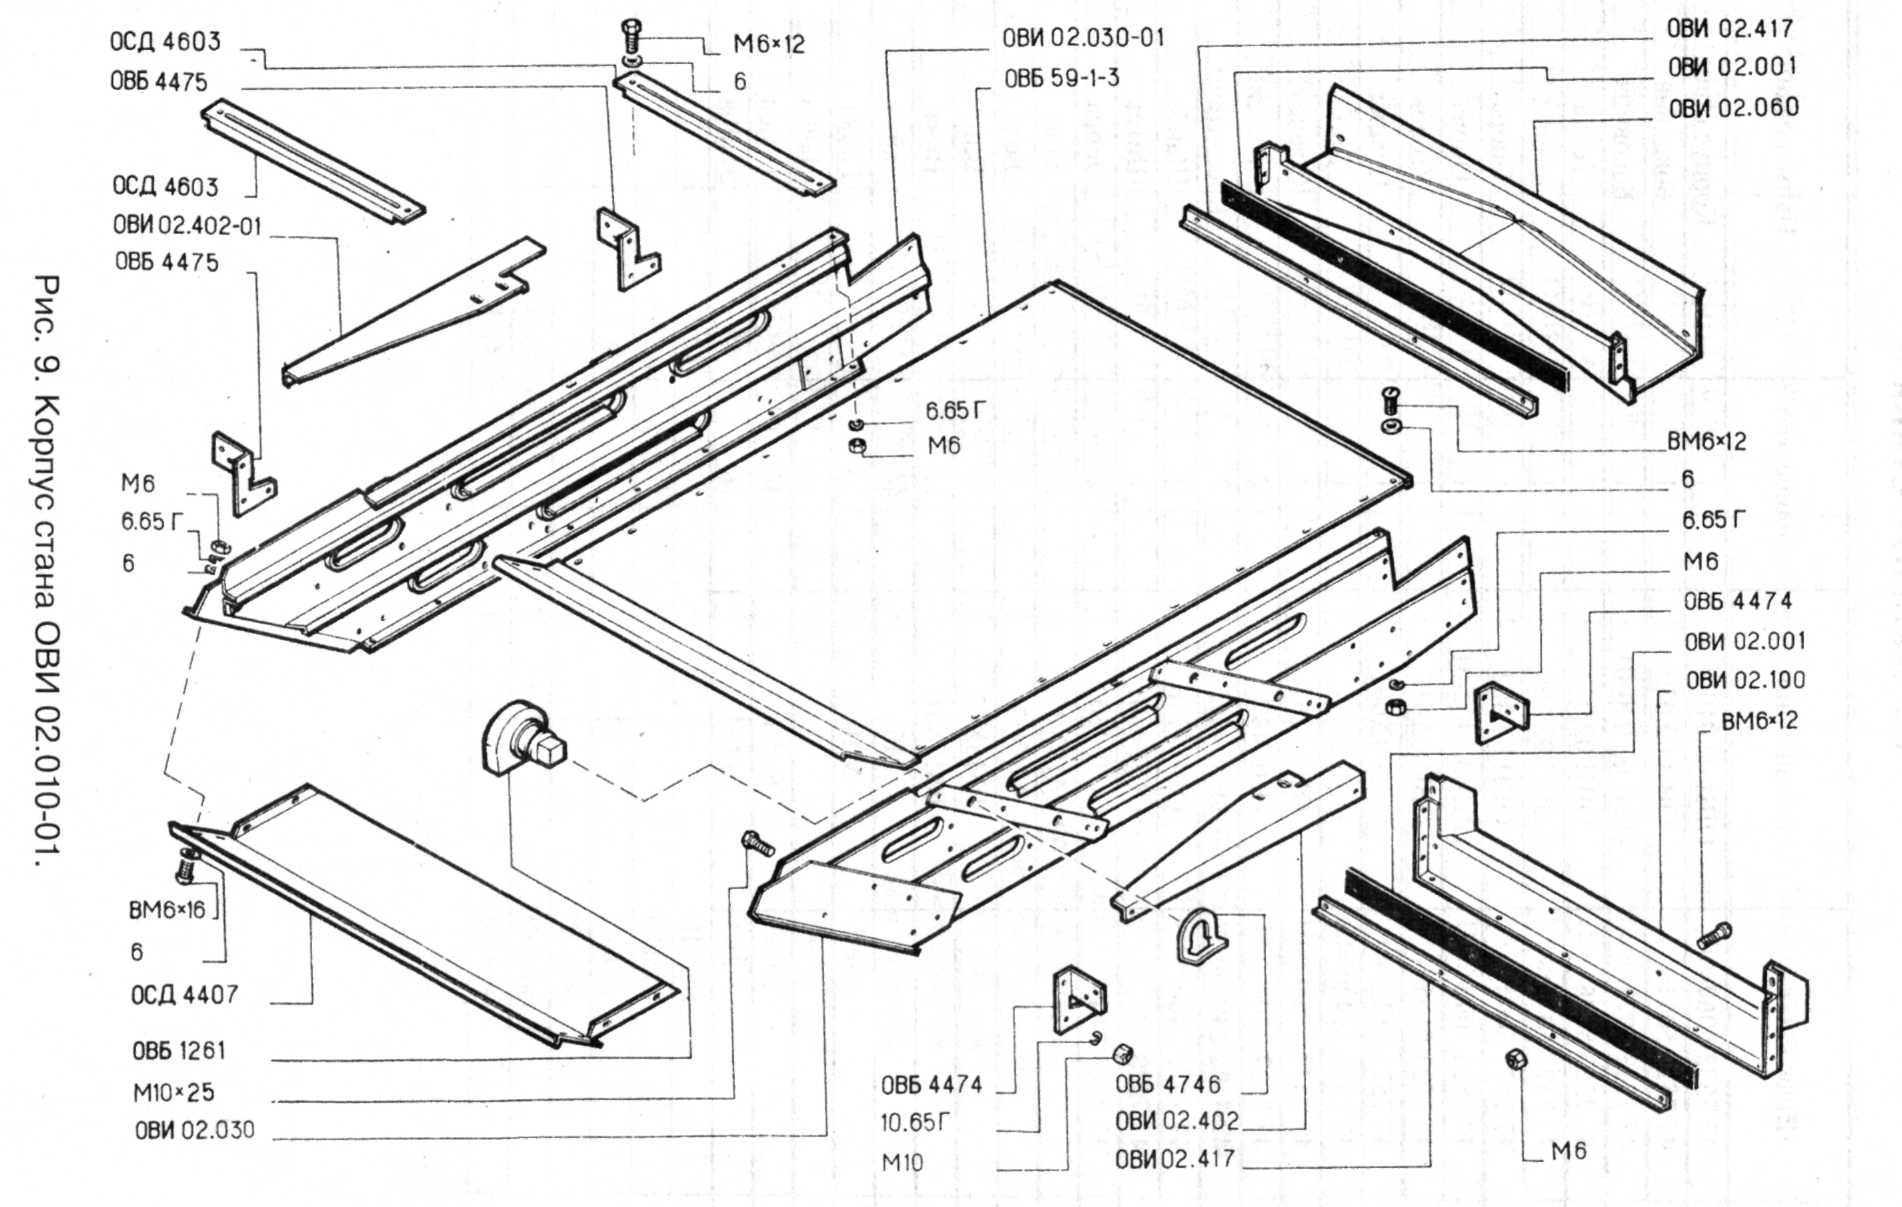 ОСД 4603
ОВБ 4475
ОСД 4603
ОВИ 02.402-01
ОВБ 4475
М6
6.65 Г
6
ВМ6×16
6
ОСД 4407
ОВБ 1261
М10×25
ОВИ 02.030
М6×12
6
ОВИ 02.030-01
ОВБ 59-1-3
6.65 Г
М6
ОВИ 02.417
ОВИ 02.001
ОВИ 02.060
ВМ6×12
6
6.65 Г
М6
ОВБ 4474
ОВИ 02.001
ОВИ 02.100
ВМ6×12
ОВБ 4474
10.65Г
М10
ОВБ 4746
ОВИ 02.402
ОВИ 02.417
М6
Рис. 9. Корпус стана ОВИ 02.010-01.